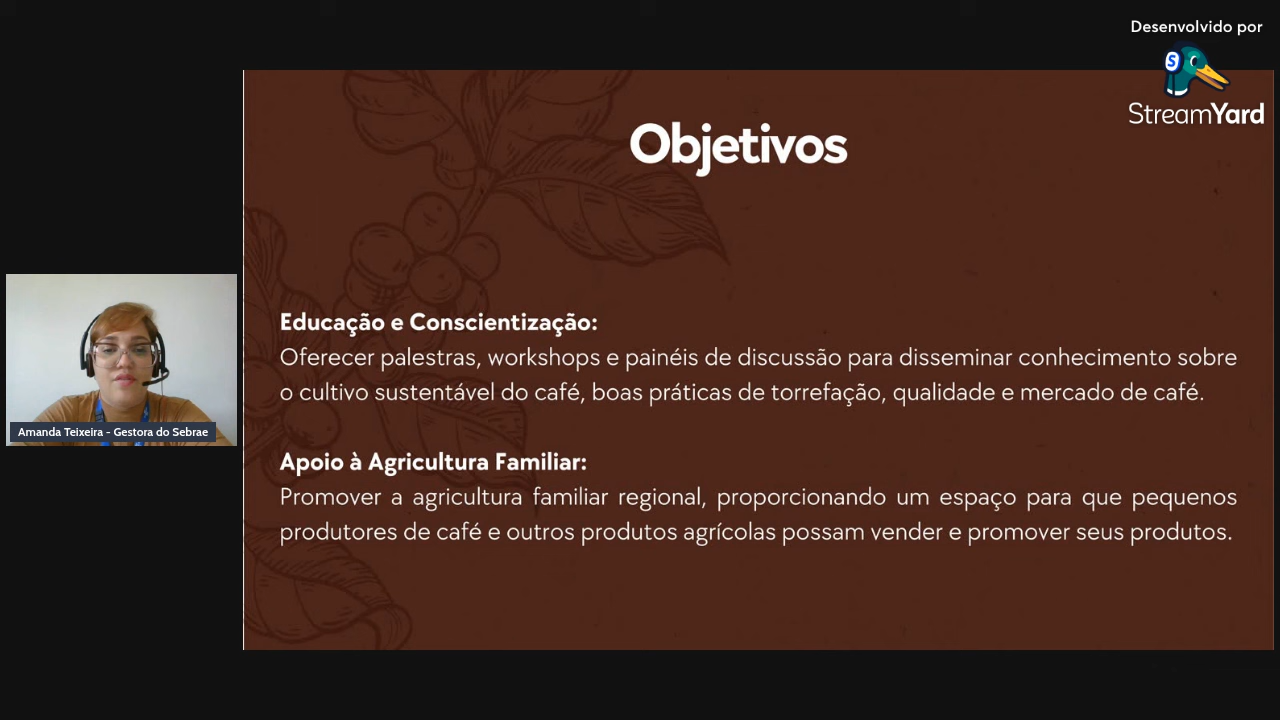 Desenvolvido por
S
StreamYard
Objetivos
Educação e Conscientização:
Oferecer palestras, workshops e painéis de discussão para disseminar conhecimento sobre
o cultivo sustentável do café, boas práticas de torrefação, qualidade e mercado de café.
Apoio à Agricultura Familiar:
Promover a agricultura familiar regional, proporcionando um espaço para que pequenos
produtores de café e outros produtos agrícolas possam vender e promover seus produtos.
Amanda Teixeira - Gestora do Sebrae